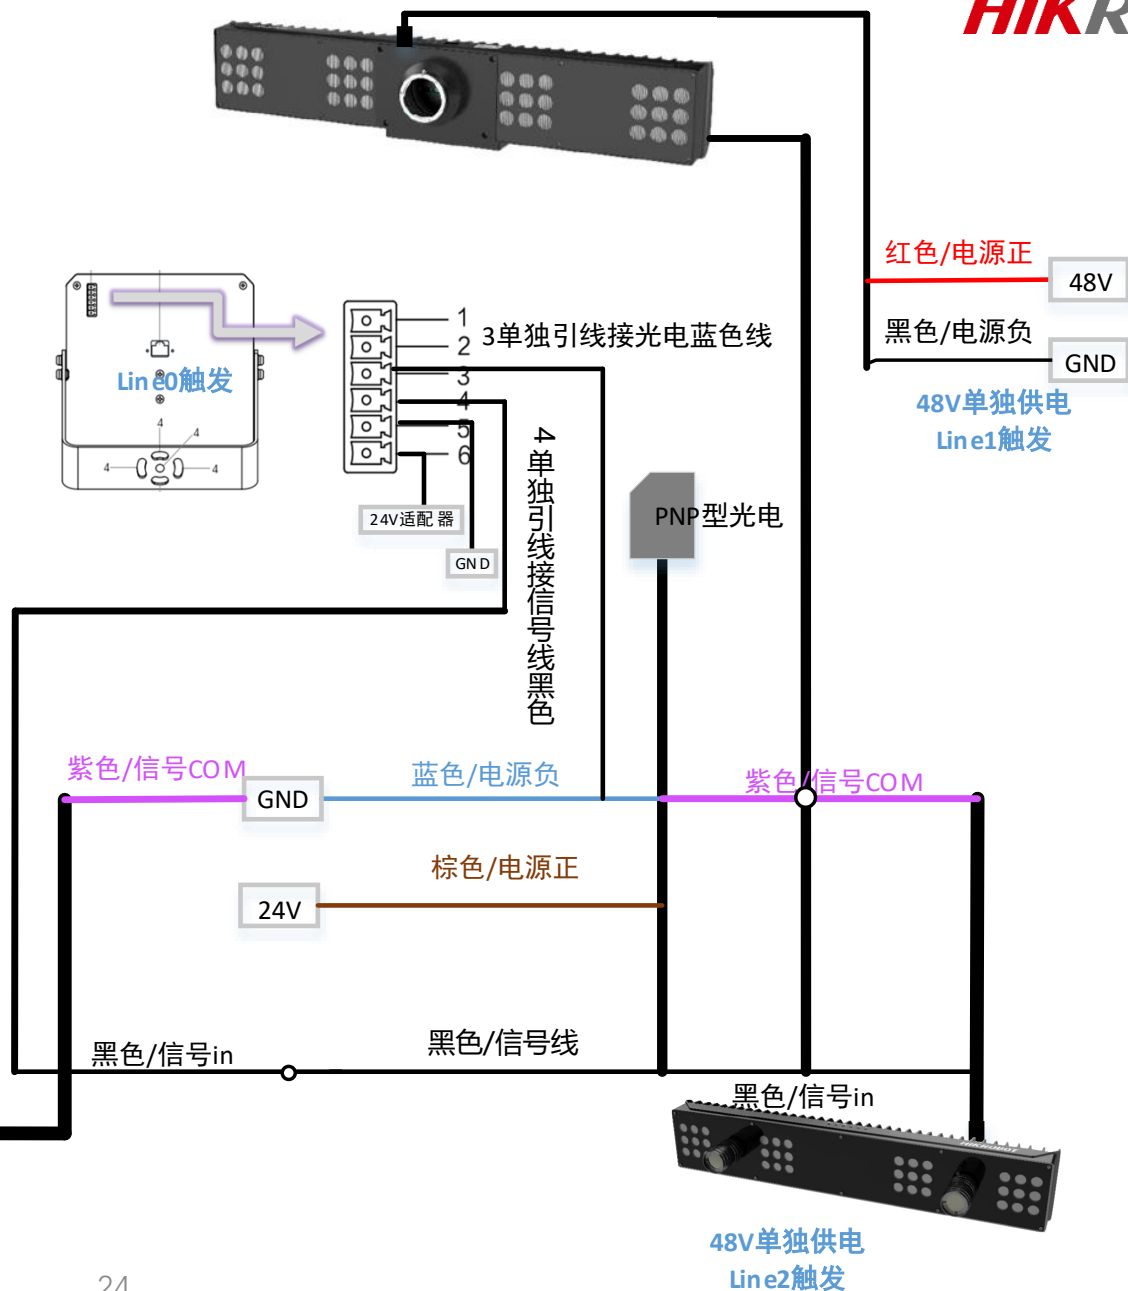 HIKR
红色/电源正
48V
黑色/电源负
GND
48V单独供电
Line1触发
1
2
3
4
5
6
3单独引线接光电蓝色线
Line0触发
4
4
4
4
24V适配器
GND
4单独引线接信号线黑色
PNP型光电
紫色/信号COM
GND
蓝色/电源负
紫色/信号COM
棕色/电源正
24V
黑色/信号in
黑色/信号线
黑色/信号in
HIKROBOT
48V单独供电
Line2触发
24